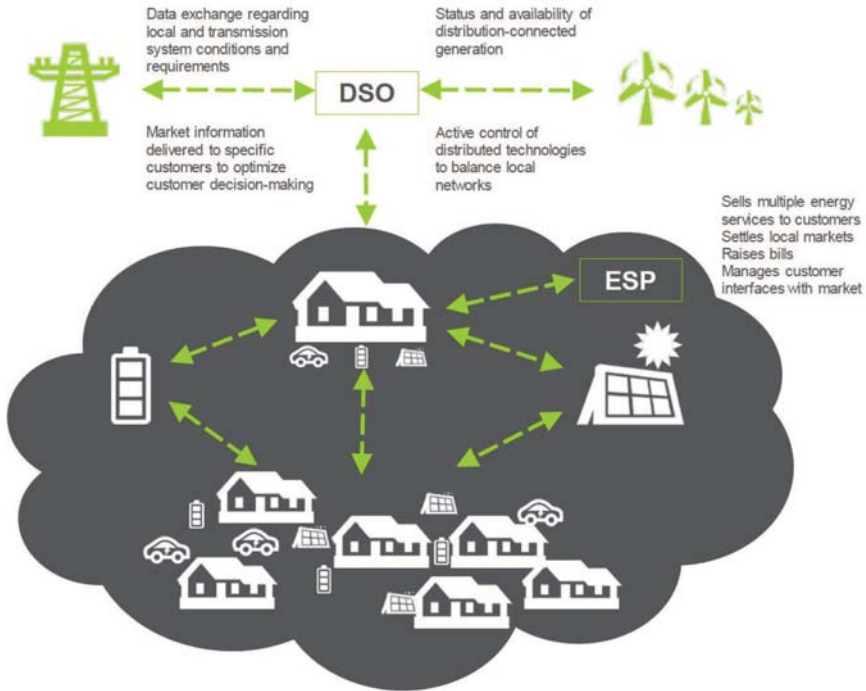 Data exchange regarding
local and transmission
system conditions and
requirements
Status and availability of
distribution-connected
generation
DSO
Market information
delivered to specific
customers to optimize
customer decision-making
Active control of
distributed technologies
to balance local
networks
Sells multiple energy
services to customers
Settles local markets
Raises bills
Manages customer
interfaces with market
ESP